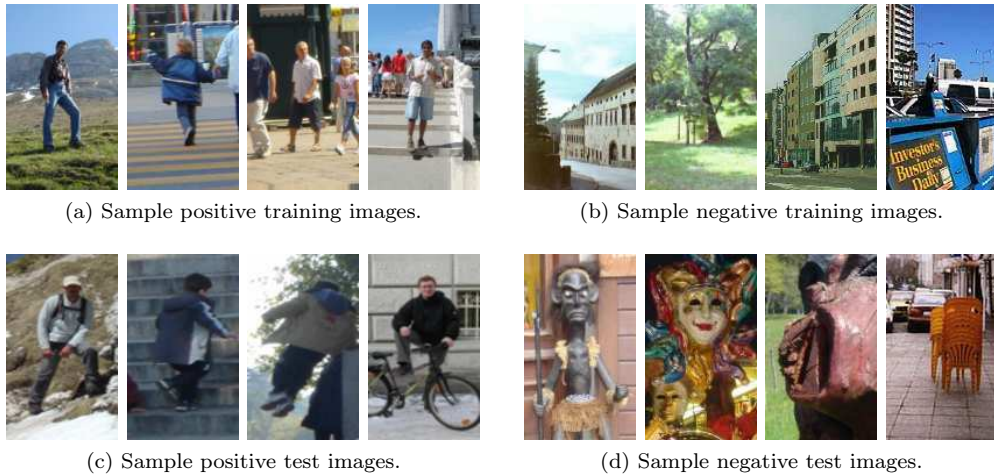 Investor's
Business
Daily
(a) Sample positive training images.
(b) Sample negative training images.
(c) Sample positive test images.
(d) Sample negative test images.